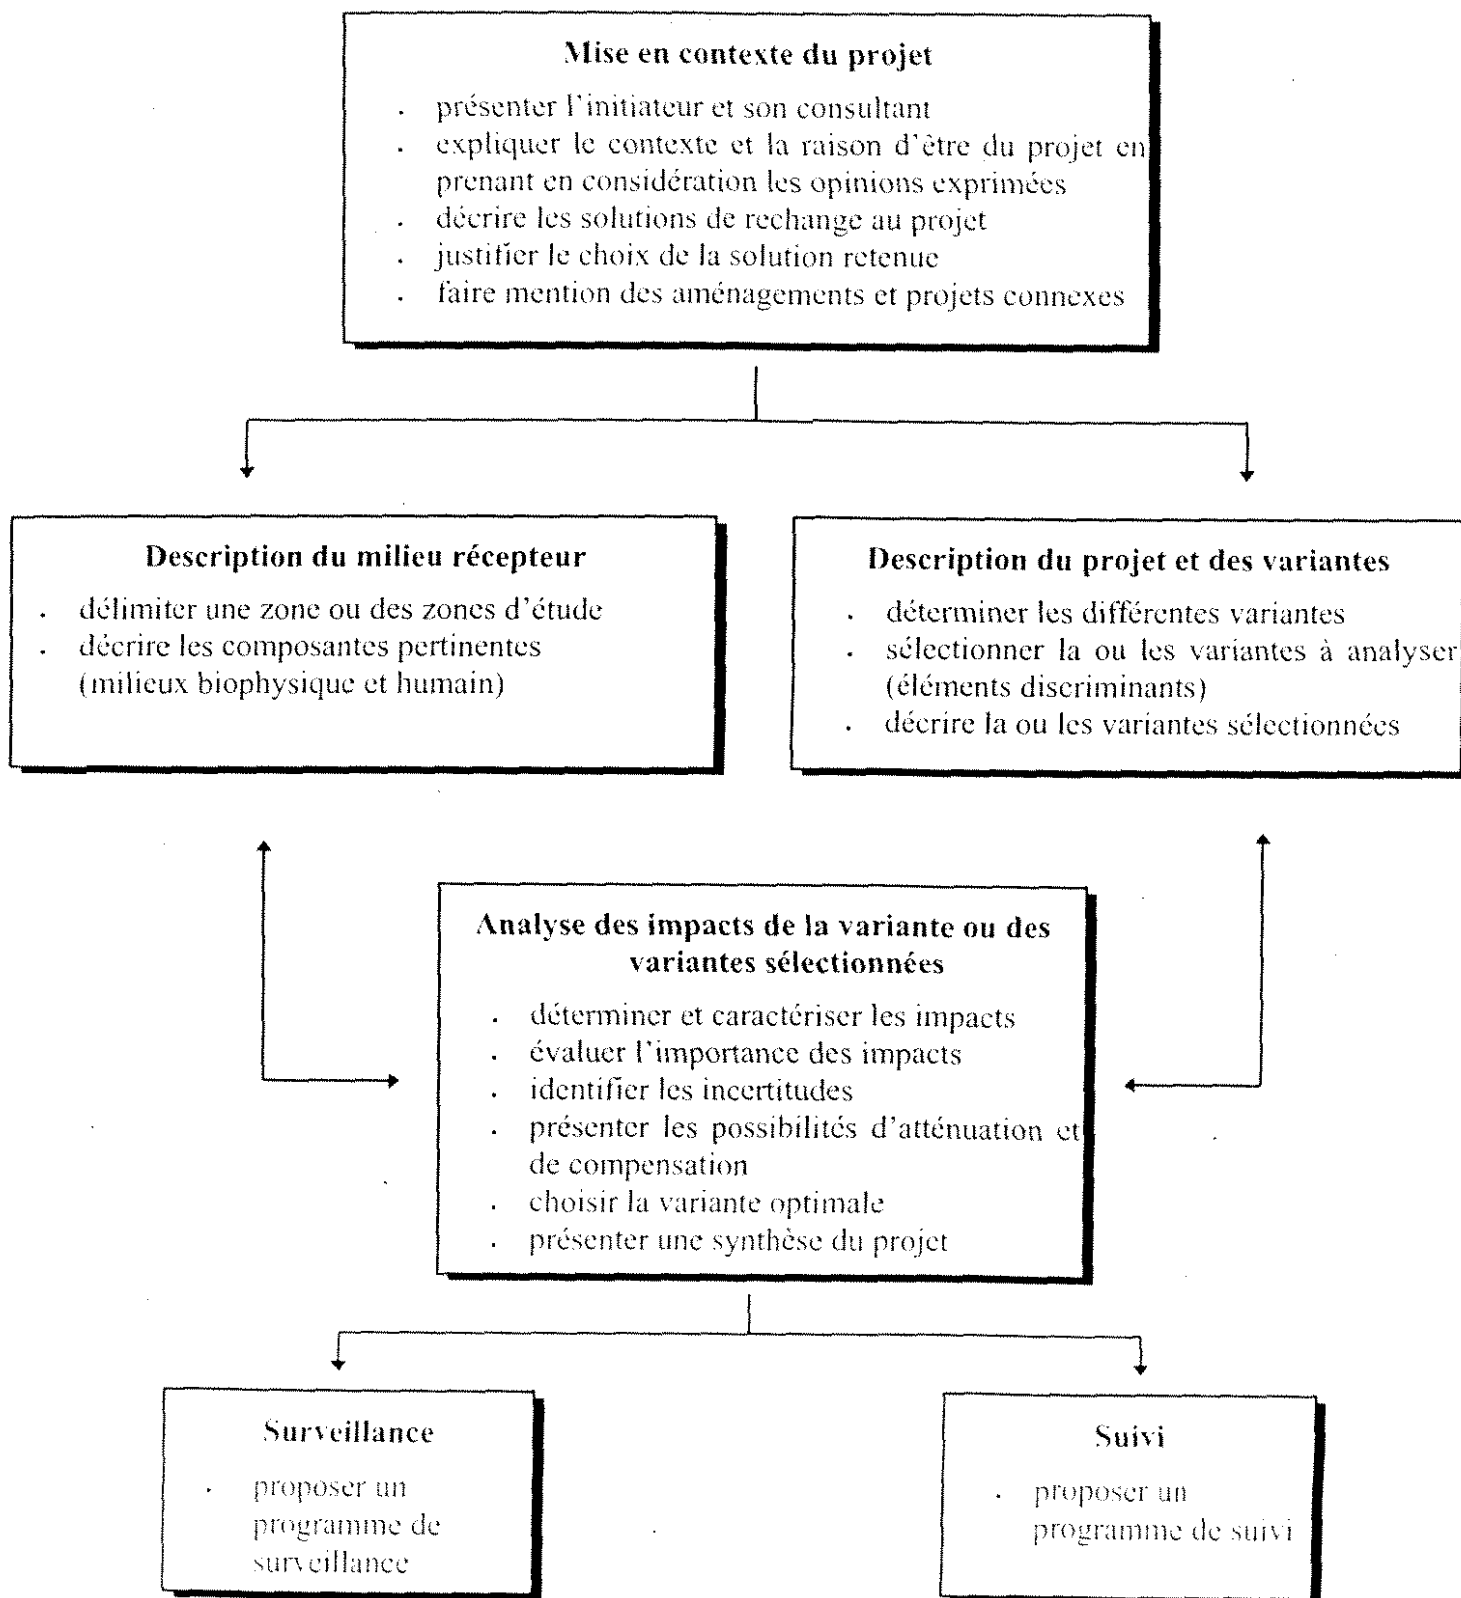 Mise en contexte du projet
. présenter l'initiateur et son consultant
. expliquer le contexte et la raison d'être du projet en
prenant en considération les opinions exprimées
. décrire les solutions de rechange au projet
. justifier le choix de la solution retenue
. faire mention des aménagements et projets connexes
Description du milieu récepteur
. délimiter une zone ou des zones d'étude
. décrire les composantes pertinentes
(milieux biophysique et humain)
Description du projet et des variantes
. déterminer les différentes variantes
. sélectionner la ou les variantes à analyser
(éléments discriminants)
. décrire la ou les variantes sélectionnées
Analyse des impacts de la variante ou des
variantes sélectionnées
. déterminer et caractériser les impacts
. évaluer l'importance des impacts
. identifier les incertitudes
. présenter les possibilités d'atténuation et
de compensation
. choisir la variante optimale
. présenter une synthèse du projet
Surveillance
. proposer un
programme de
surveillance
Suivi
. proposer un
programme de suivi